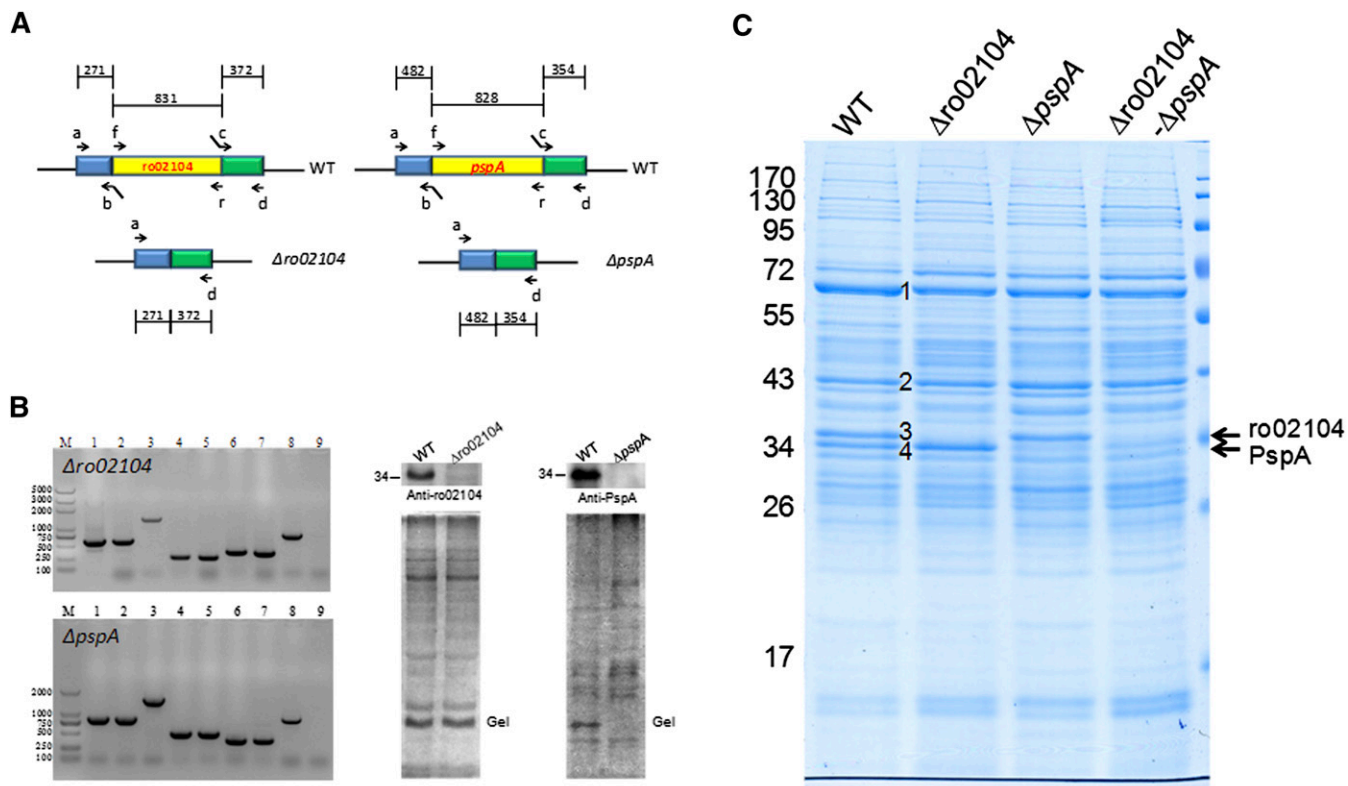 A
271
372
831
a
f
c
ro02104
WT
b
r
d
a
Δro02104
d
271
372
482
354
828
a
f
c
pspA
WT
b
r
d
a
ΔpspA
d
482
354
B
M 1 2 3 4 5 6 7 8 9
Δro02104
5000
3000
2000
1000
750
500
250
100
M 1 2 3 4 5 6 7 8 9
ΔpspA
2000
1000
750
500
250
100
WT Δro02104
34
Anti-ro02104
Gel
WT ΔpspA
34
Anti-PspA
Gel
C
WT
Δro02104
ΔpspA
Δro02104
-ΔpspA
170
130
95
72
55
43
34
26
17
1
2
3
4
ro02104
PspA